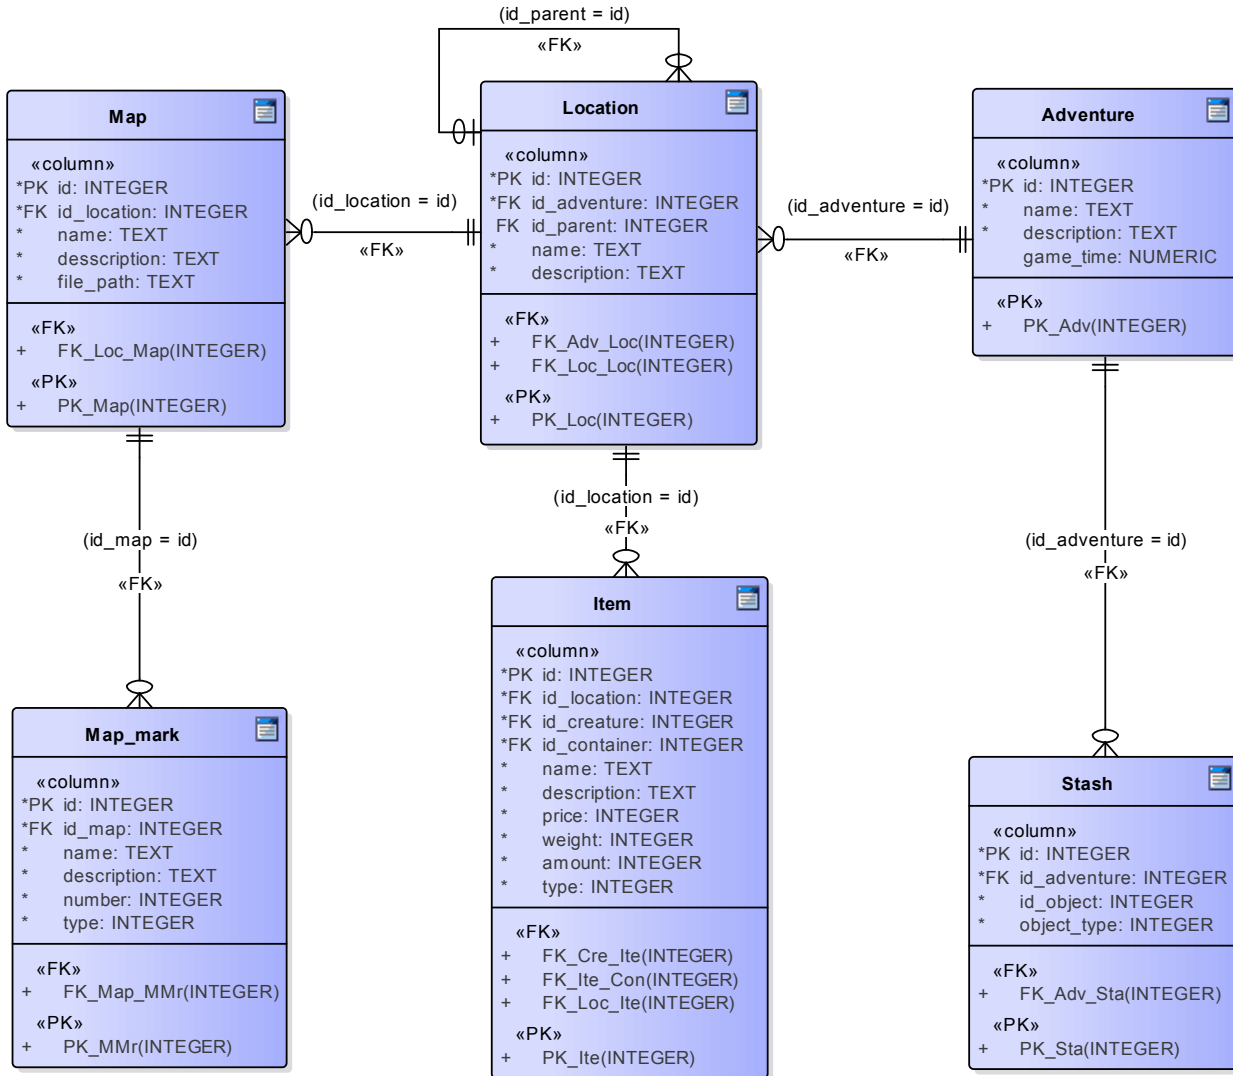 (id_parent = id)
«FK»
Map
«column»
*PK id: INTEGER
*FK id_location: INTEGER
* name: TEXT
* desscription: TEXT
* file_path: TEXT
«FK»
+ FK_Loc_Map(INTEGER)
«PK»
+ PK_Map(INTEGER)
(id_location = id)
«FK»
Location
«column»
*PK id: INTEGER
*FK id_adventure: INTEGER
FK id_parent: INTEGER
* name: TEXT
* description: TEXT
«FK»
+ FK_Adv_Loc(INTEGER)
+ FK_Loc_Loc(INTEGER)
«PK»
+ PK_Loc(INTEGER)
(id_adventure = id)
«FK»
Adventure
«column»
*PK id: INTEGER
* name: TEXT
* description: TEXT
game_time: NUMERIC
«PK»
+ PK_Adv(INTEGER)
(id_map = id)
«FK»
(id_location = id)
«FK»
(id_adventure = id)
«FK»
Map_mark
«column»
*PK id: INTEGER
*FK id_map: INTEGER
* name: TEXT
* description: TEXT
* number: INTEGER
* type: INTEGER
«FK»
+ FK_Map_MMr(INTEGER)
«PK»
+ PK_MMr(INTEGER)
Item
«column»
*PK id: INTEGER
*FK id_location: INTEGER
*FK id_creature: INTEGER
*FK id_container: INTEGER
* name: TEXT
* description: TEXT
* price: INTEGER
* weight: INTEGER
* amount: INTEGER
* type: INTEGER
«FK»
+ FK_Cre_Ite(INTEGER)
+ FK_Ite_Con(INTEGER)
+ FK_Loc_Ite(INTEGER)
«PK»
+ PK_Ite(INTEGER)
Stash
«column»
*PK id: INTEGER
*FK id_adventure: INTEGER
* id_object: INTEGER
* object_type: INTEGER
«FK»
+ FK_Adv_Sta(INTEGER)
«PK»
+ PK_Sta(INTEGER)